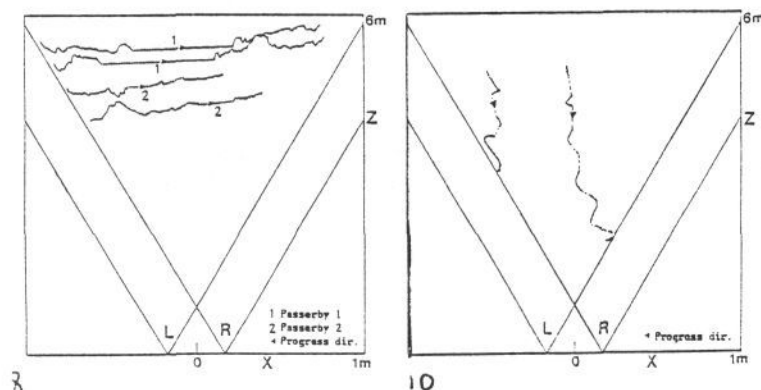 6m
1
1
2
2
Z
L R
1 Passerby 1
2 Passerby 2
◄ Progress dir.
0 X 1m
8
6m
Z
L R
◄ Progress dir.
0 X 1m
10